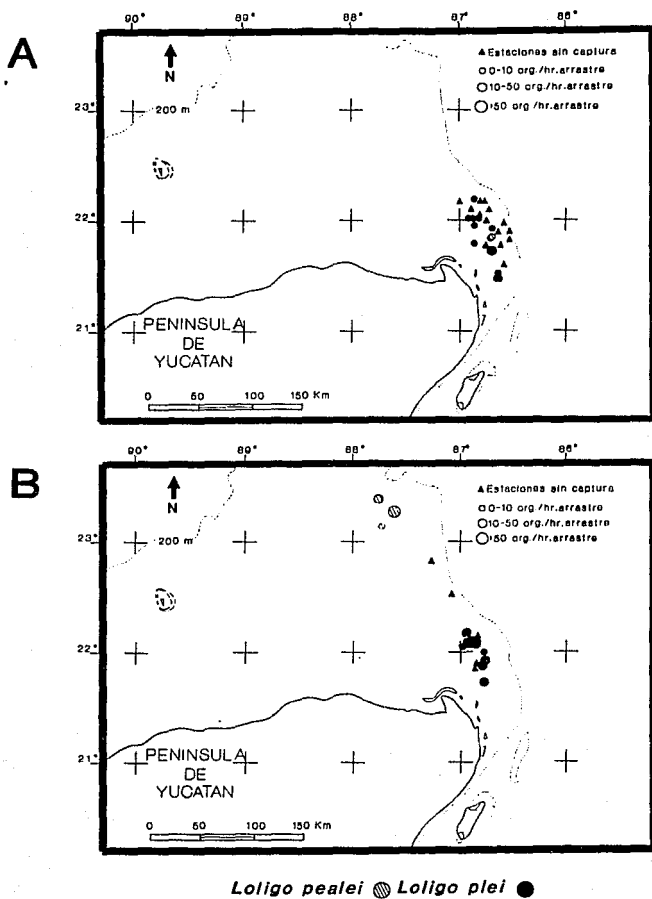 A
90° 89° 88° 87° 86°
N
▲Estaciones sin captura
0-10 org./hr.arrastre
10-50 org./hr.arrastre
>50 org./hr.arrastre
23°
200 m
22°
21°
PENINSULA
DE
YUCATAN
0 50 100 150 Km
B
90° 88° 87° 86°
N
▲Estaciones sin captura
0-10 org./hr.arrastre
10-50 org./hr.arrastre
>50 org./hr.arrastre
23°
200 m
22°
21°
PENINSULA
DE
YUCATAN
0 50 100 150 Km
Loligo pealei Loligo plei